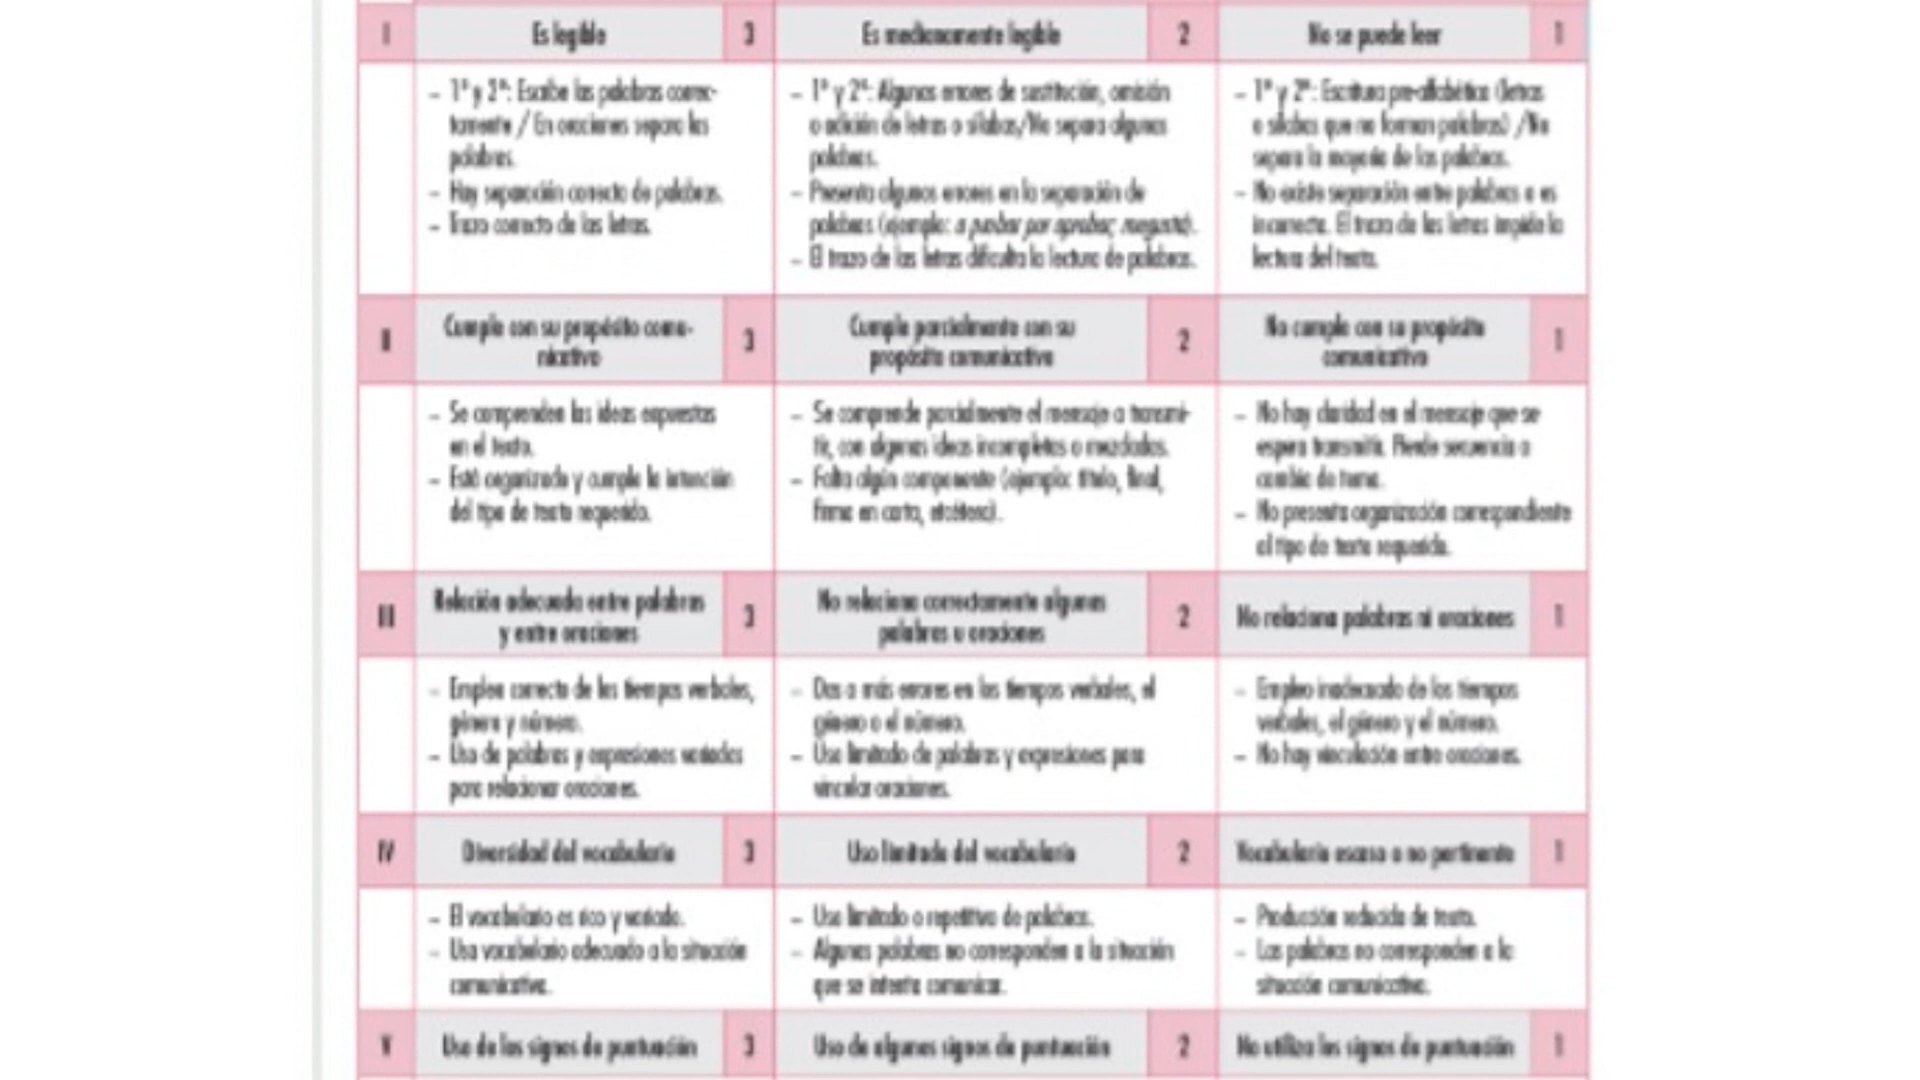 I
Es legible
3
Es medianamente legible
2
No se puede leer
1
– 1° y 2°: Escribe las palabras correc-
tamente / En oraciones separa las
palabras.
– Hay separación correcta de palabras.
– Trazo correcto de las letras.
– 1° y 2°: Algunos errores de sustitución, omisión
o adición de letras o sílabas/No separa algunas
palabras.
– Presenta algunos errores en la separación de
palabras (ejemplo: a probar por aprobar; megusta).
– El trazo de las letras dificulta la lectura de palabras.
– 1° y 2°: Escritura pre-alfabética (letras
o sílabas que no forman palabras) /No
separa la mayoría de las palabras.
– No existe separación entre palabras o es
incorrecta. El trazo de las letras impide la
lectura del texto.
II
Cumple con su propósito comu-
nicativo
3
Cumple parcialmente con su
propósito comunicativo
2
No cumple con su propósito
comunicativo
1
– Se comprenden las ideas expuestas
en el texto.
– Está organizado y cumple la intención
del tipo de texto requerido.
– Se comprende parcialmente el mensaje a transmi-
tir, con algunas ideas incompletas o mezcladas.
– Falta algún componente (ejemplo: título, final,
firma en carta, etcétera).
– No hay claridad en el mensaje que se
espera transmitir. Pierde secuencia o
cambia de tema.
– No presenta organización correspondiente
al tipo de texto requerido.
III
Relación adecuada entre palabras
y entre oraciones
3
No relaciona correctamente algunas
palabras u oraciones
2
No relaciona palabras ni oraciones
1
– Empleo correcto de los tiempos verbales,
género y número.
– Uso de palabras y expresiones variadas
para relacionar oraciones.
– Dos o más errores en los tiempos verbales, el
género o el número.
– Uso limitado de palabras y expresiones para
vincular oraciones.
– Empleo inadecuado de los tiempos
verbales, el género y el número.
– No hay vinculación entre oraciones.
IV
Diversidad del vocabulario
3
Uso limitado del vocabulario
2
Vocabulario escaso o no pertinente
1
– El vocabulario es rico y variado.
– Usa vocabulario adecuado a la situación
comunicativa.
– Uso limitado o repetitivo de palabras.
– Algunas palabras no corresponden a la situación
que se intenta comunicar.
– Producción reducida de texto.
– Las palabras no corresponden a la
situación comunicativa.
V
Uso de los signos de puntuación
3
Uso de algunos signos de puntuación
2
No utiliza los signos de puntuación
1